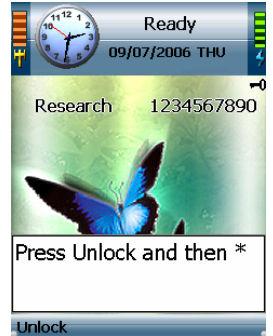 Ready
09/07/2006 THU
Research 1234567890
Press Unlock and then *
Unlock